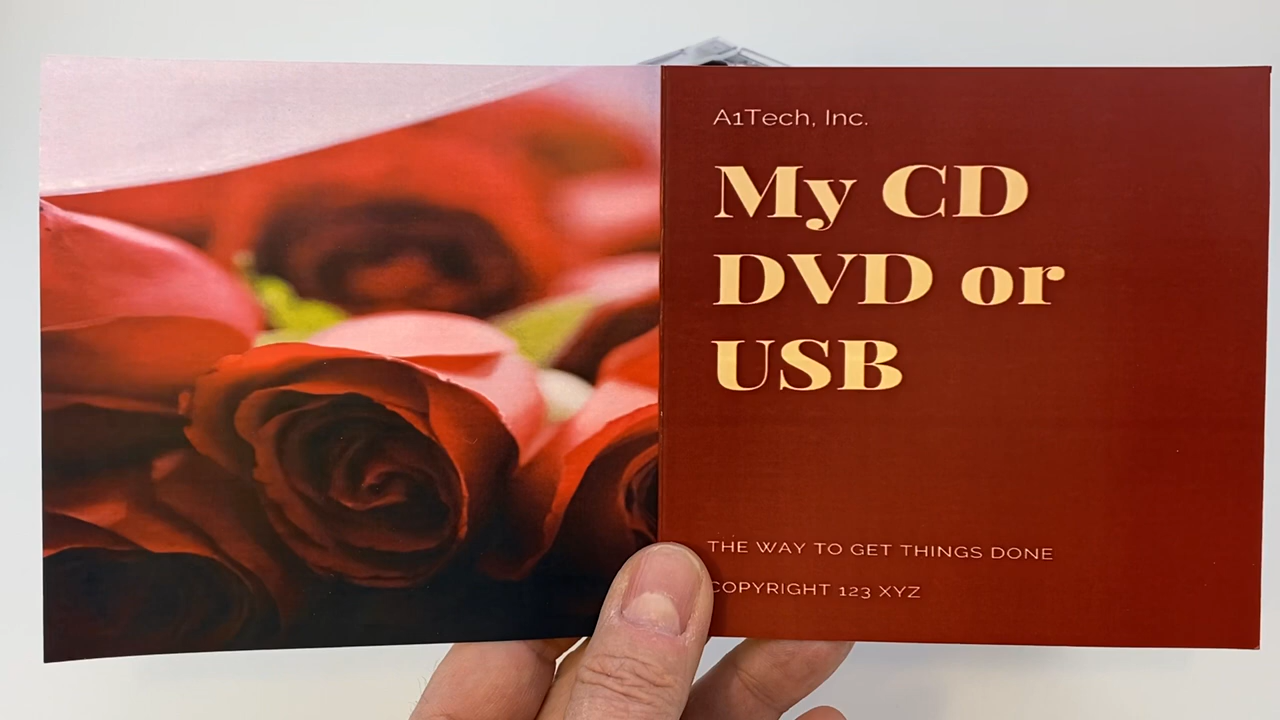 A1Tech, Inc.
My CD
DVD or
USB
THE WAY TO GET THINGS DONE
COPYRIGHT 123 XYZ